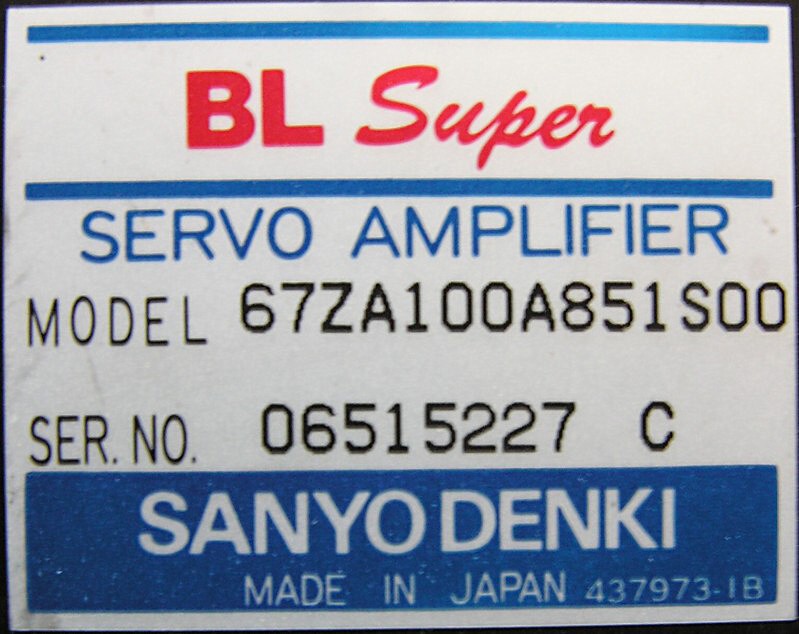 BL Super
SERVO AMPLIFIER
MODEL 67ZA100A851S00
SER. NO. 06515227 C
SANYO DENKI
MADE IN JAPAN 437973-1B